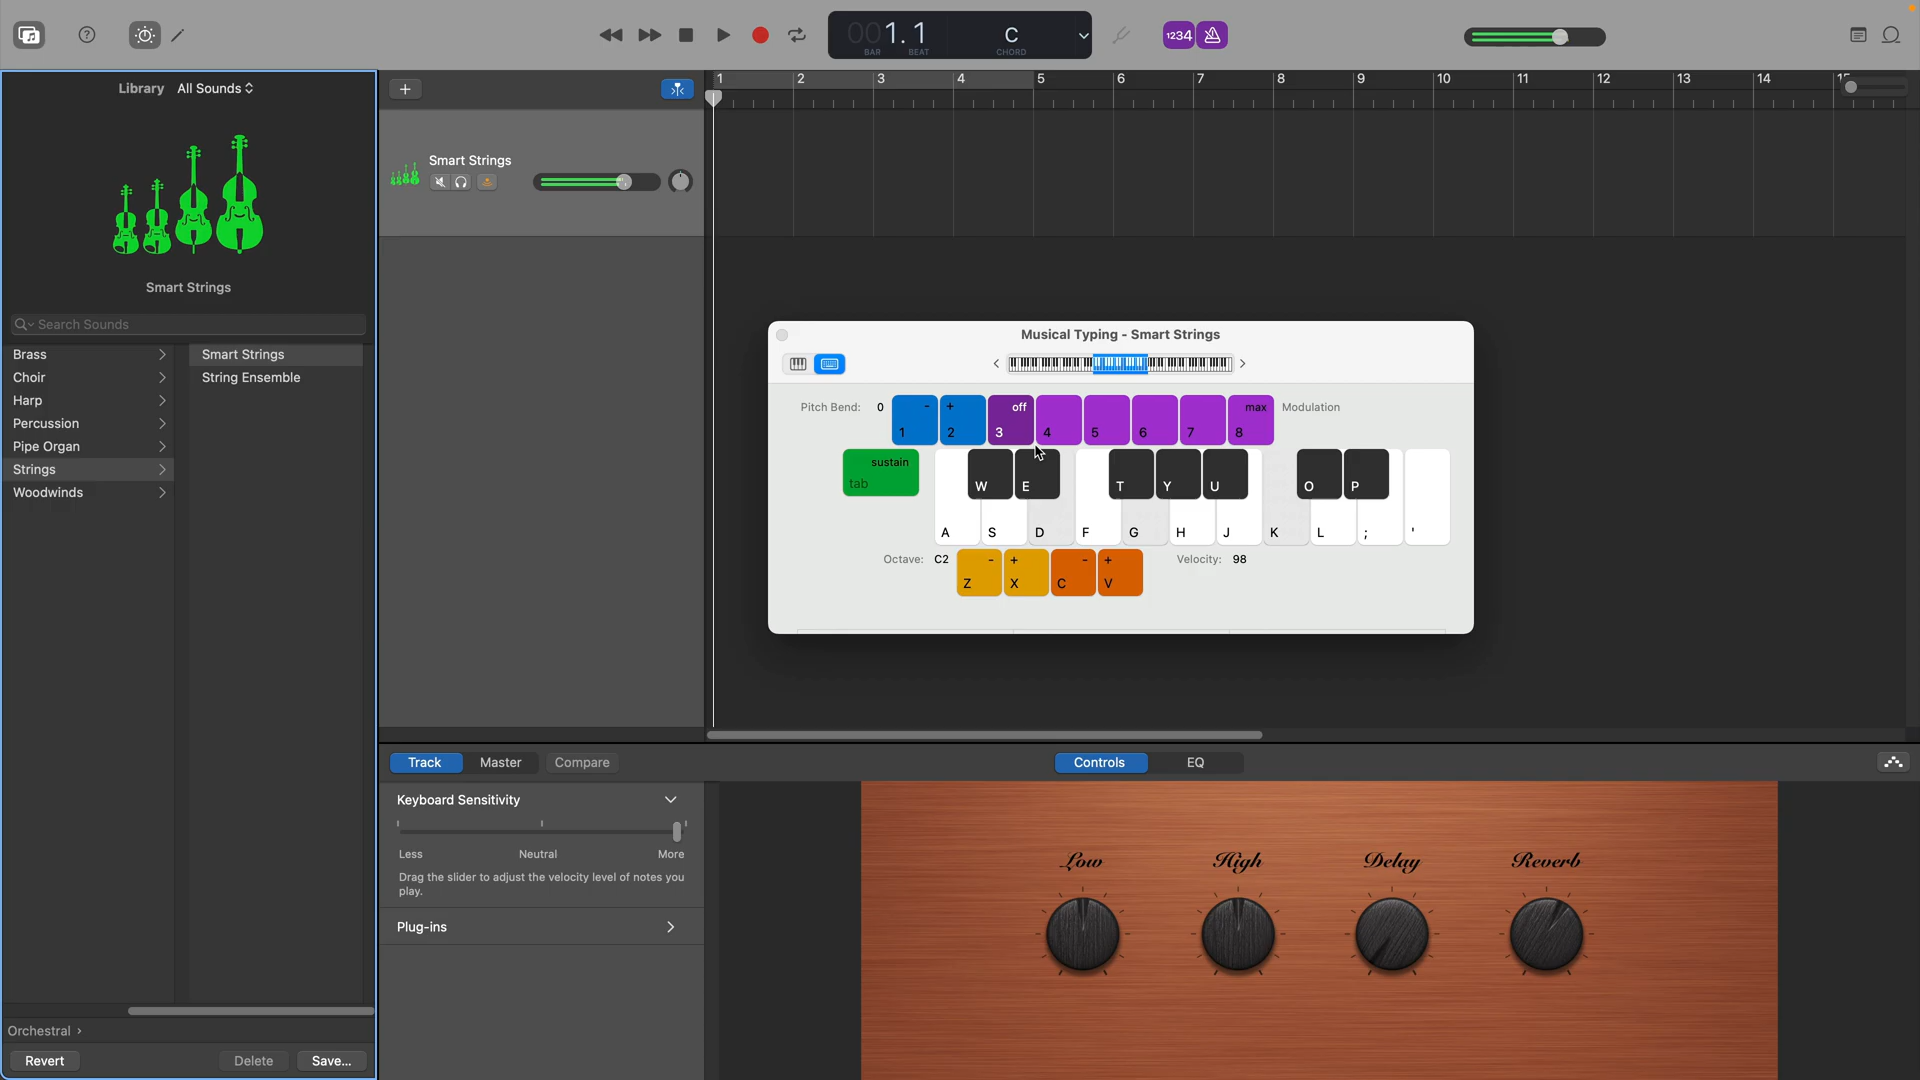 001. 1
BAR
BEAT
C
CHORD
1234
Library
All Sounds
Smart Strings
Search Sounds
Brass
Choir
Harp
Percussion
Pipe Organ
Strings
Woodwinds
Smart Strings
String Ensemble
Orchestral
Revert
Delete
Save...
Smart Strings
1 2 3 4 5 6 7 8 9 10 11 12 13 14 15
Musical Typing - Smart Strings
Pitch Bend: 0
- + off max
1 2 3 4 5 6 7 8
Modulation
sustain
tab
W E T Y U O P
A S D F G H J K L ; '
Octave: C2
- + - +
Z X C V
Velocity: 98
Track
Master
Compare
Controls
EQ
Keyboard Sensitivity
Less
Neutral
More
Drag the slider to adjust the velocity level of notes you
play.
Plug-ins
Low
High
Delay
Reverb